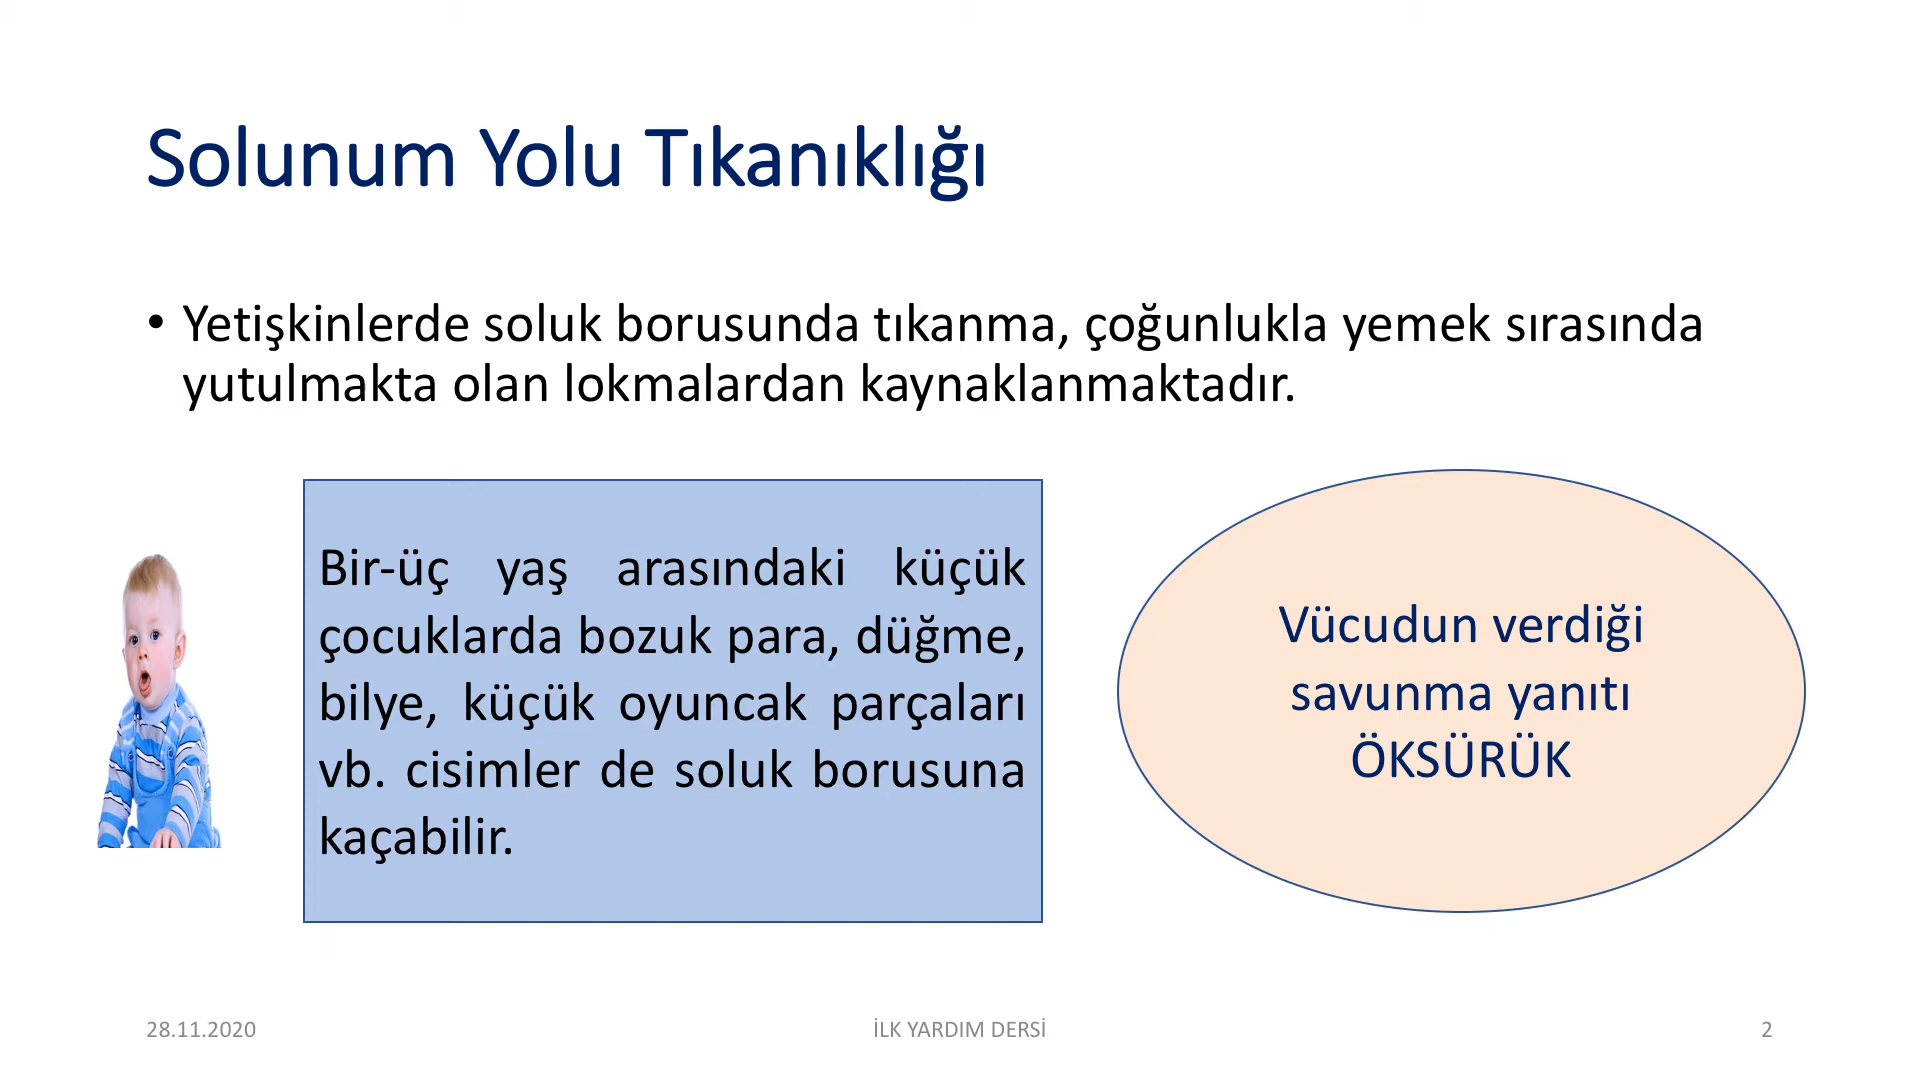 Solunum Yolu Tıkanıklığı
• Yetişkinlerde soluk borusunda tıkanma, çoğunlukla yemek sırasında
yutulmakta olan lokmalardan kaynaklanmaktadır.
Bir-üç yaş arasındaki küçük
çocuklarda bozuk para, düğme,
bilye, küçük oyuncak parçaları
vb. cisimler de soluk borusuna
kaçabilir.
Vücudun verdiği
savunma yanıtı
ÖKSÜRÜK
28.11.2020
İLK YARDIM DERSİ
2